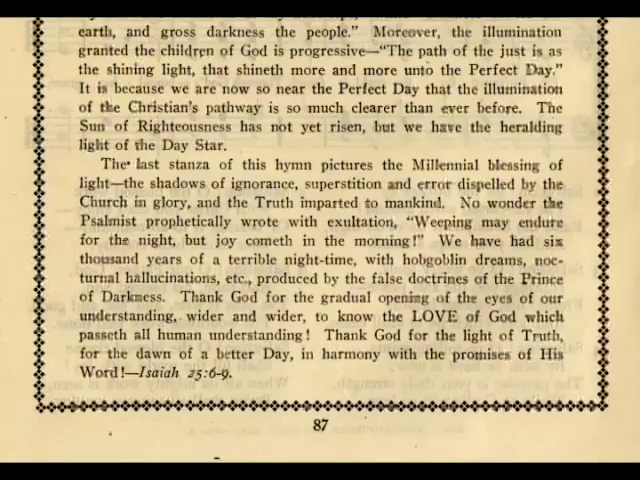 earth, and gross darkness the people." Moreover, the illumination
granted the children of God is progressive—"The path of the just is as
the shining light, that shineth more and more unto the Perfect Day."
It is because we are now so near the Perfect Day that the illumination
of the Christian's pathway is so much clearer than ever before. The
Sun of Righteousness has not yet risen, but we have the heralding
light of the Day Star.
The last stanza of this hymn pictures the Millennial blessing of
light—the shadows of ignorance, superstition and error dispelled by the
Church in glory, and the Truth imparted to mankind. No wonder the
Psalmist prophetically wrote with exultation, "Weeping may endure
for the night, but joy cometh in the morning!" We have had six
thousand years of a terrible night-time, with hobgoblin dreams, noc-
turnal hallucinations, etc., produced by the false doctrines of the Prince
of Darkness. Thank God for the gradual opening of the eyes of our
understanding, wider and wider, to know the LOVE of God which
passeth all human understanding! Thank God for the light of Truth,
for the dawn of a better Day, in harmony with the promises of His
Word!—Isaiah 25:6-9.
87